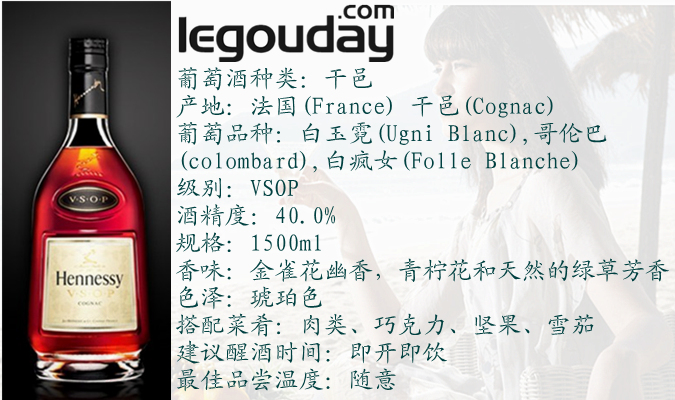 legouday.com
葡萄酒种类: 干邑
产地: 法国(France) 干邑(Cognac)
葡萄品种: 白玉霓(Ugni Blanc),哥伦巴
(colombard),白疯女(Folle Blanche)
级别: VSOP
酒精度: 40.0%
规格: 1500ml
香味: 金雀花幽香, 青柠花和天然的绿草芳香
色泽: 琥珀色
搭配菜肴: 肉类、巧克力、坚果、雪茄
建议醒酒时间: 即开即饮
最佳品尝温度: 随意
V·S·O·P
Hennessy
V·S·O·P
COGNAC